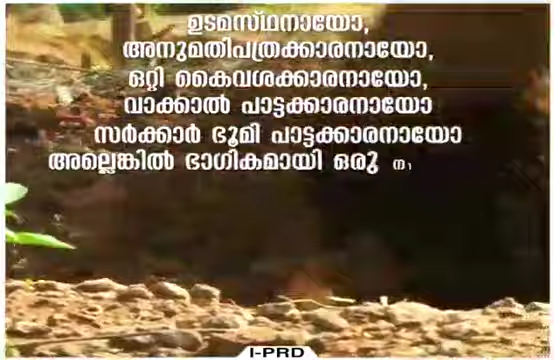 ഉടമസ്ഥനായോ,
അനുമതിപത്രക്കാരനായോ,
ഒറ്റി കൈവശക്കാരനായോ,
വാക്കാൽ പാട്ടക്കാരനായോ
സർക്കാർ ഭൂമി പാട്ടക്കാരനായോ
അല്ലെങ്കിൽ ഭാഗികമായി ഒരു
I-PRD